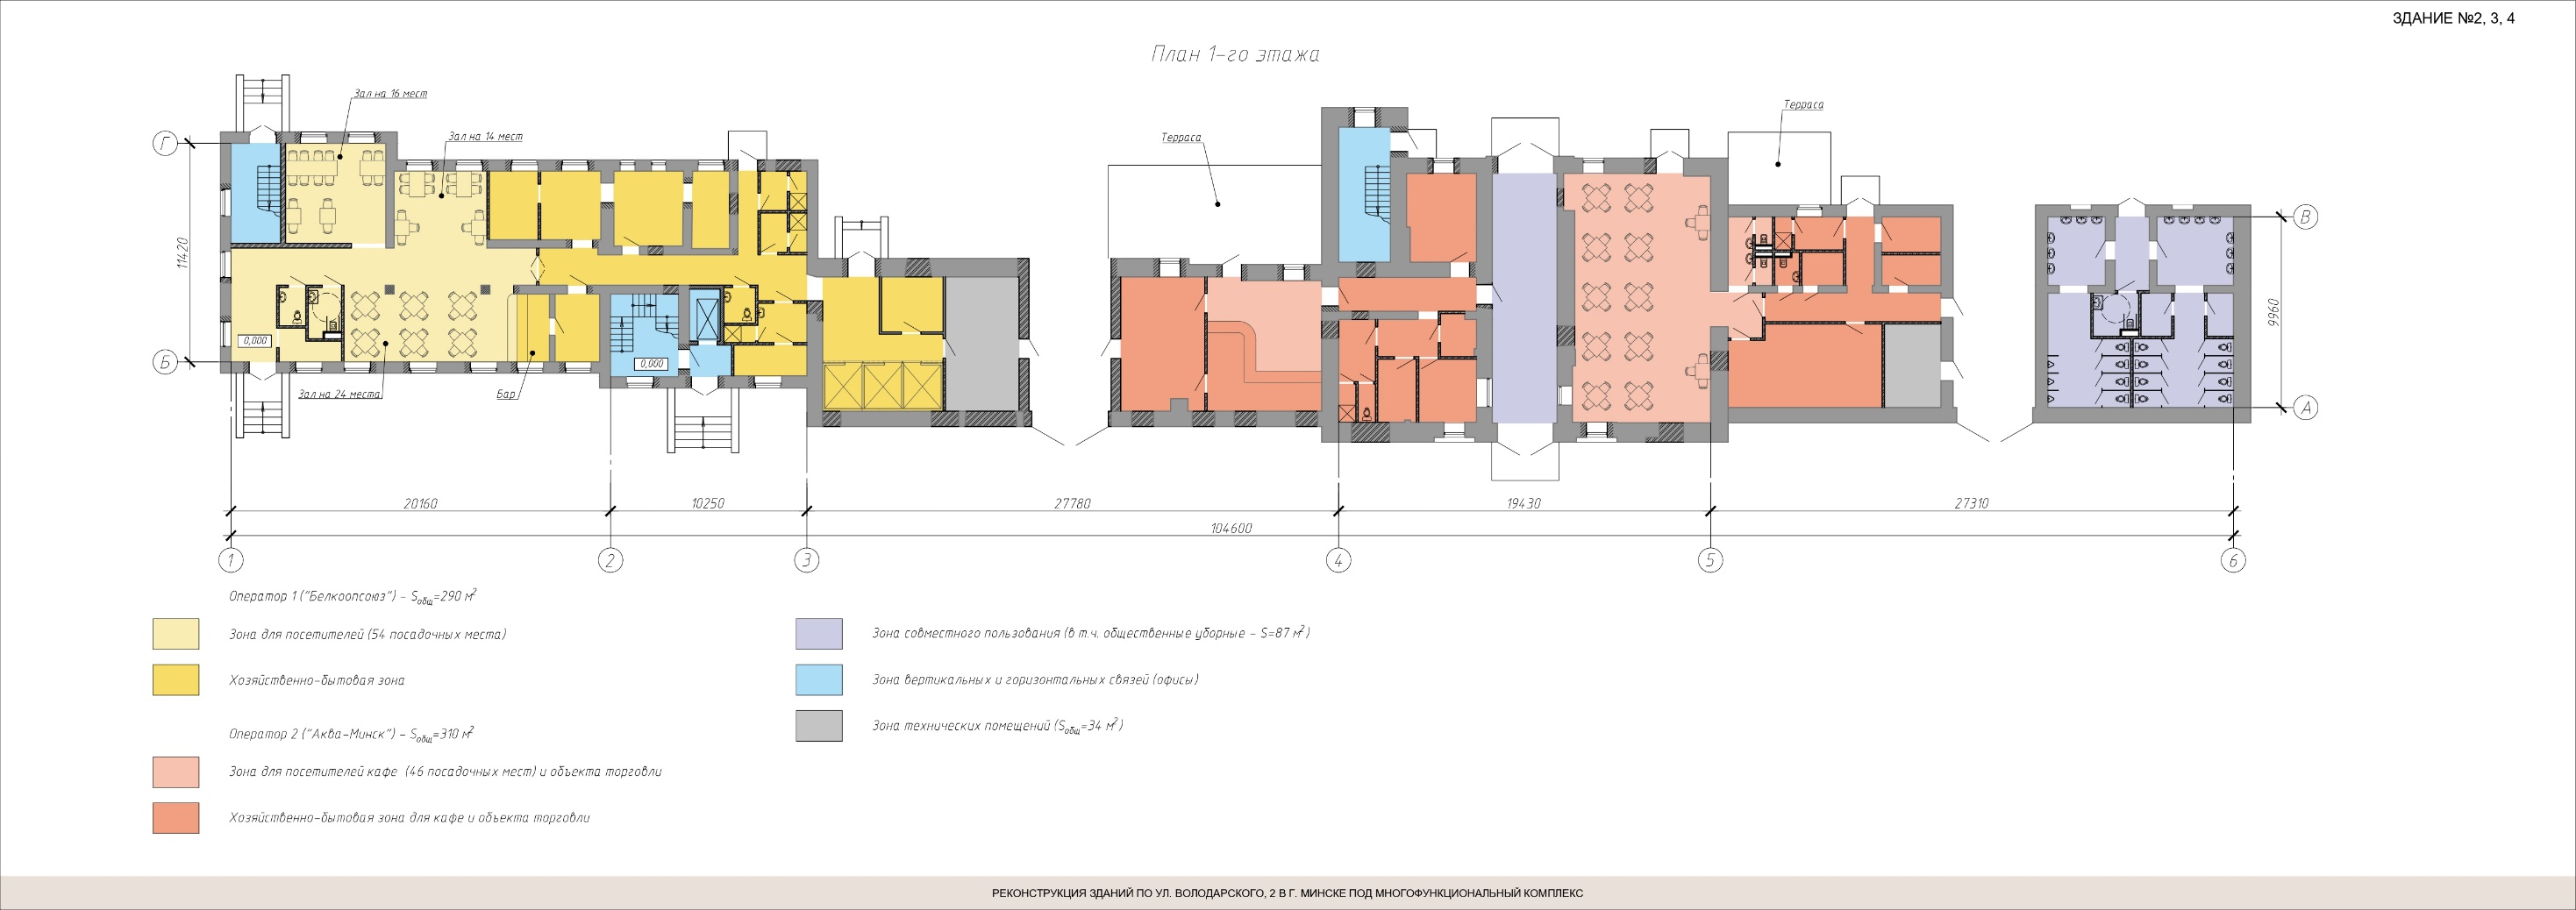 ЗДАНИЕ №2, 3, 4
План 1-го этажа
Зал на 16 мест
Зал на 14 мест
Терраса
Терраса
Г
Б
11420
0,000
0,000
Зал на 24 места
Бар
В
А
9960
20160
10250
27780
19430
27310
104600
1
2
3
4
5
6
Оператор 1 ("Белкоопсоюз") - Sобщ=290 м²
Зона для посетителей (54 посадочных места)
Хозяйственно-бытовая зона
Оператор 2 ("Аква-Минск") - Sобщ=310 м²
Зона для посетителей кафе (46 посадочных мест) и объекта торговли
Хозяйственно-бытовая зона для кафе и объекта торговли
Зона совместного пользования (в т.ч. общественные уборные - S=87 м²)
Зона вертикальных и горизонтальных связей (офисы)
Зона технических помещений (Sобщ=34 м²)
РЕКОНСТРУКЦИЯ ЗДАНИЙ ПО УЛ. ВОЛОДАРСКОГО, 2 В Г. МИНСКЕ ПОД МНОГОФУНКЦИОНАЛЬНЫЙ КОМПЛЕКС